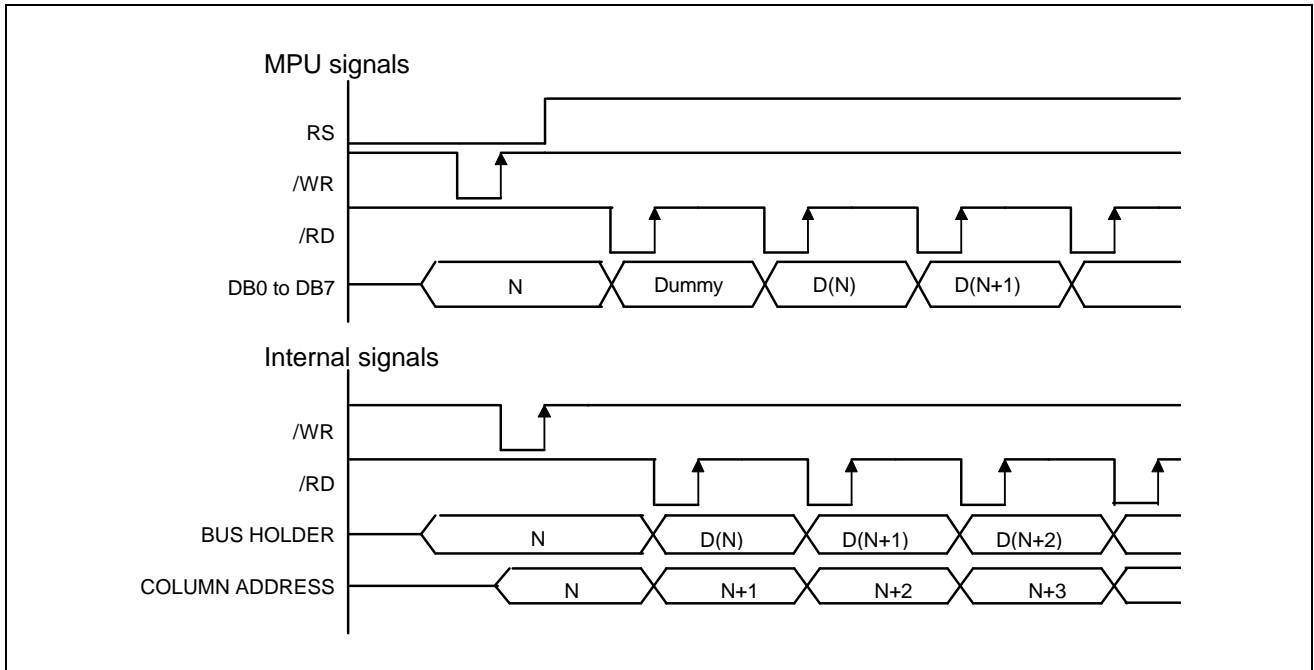 MPU signals
RS
/WR
/RD
DB0 to DB7 N Dummy D(N) D(N+1)
Internal signals
/WR
/RD
BUS HOLDER N D(N) D(N+1) D(N+2)
COLUMN ADDRESS N N+1 N+2 N+3